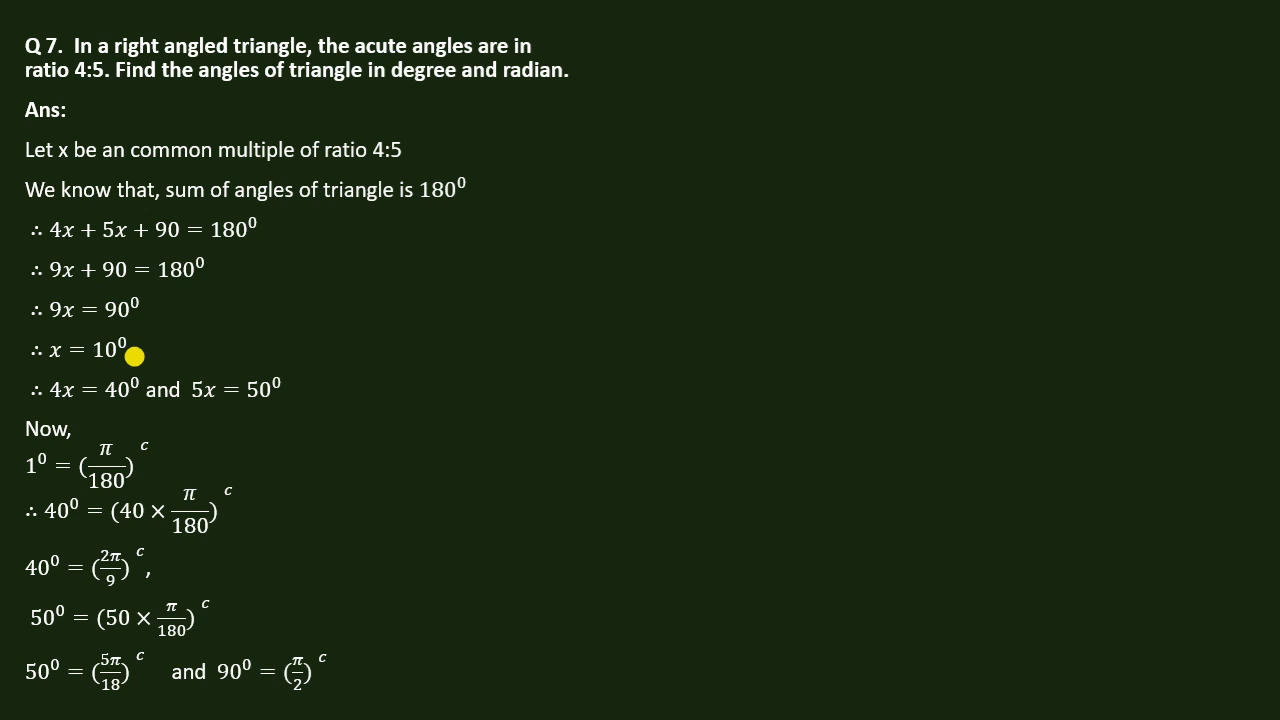 Q 7. In a right angled triangle, the acute angles are in
ratio 4:5. Find the angles of triangle in degree and radian.
Ans:
Let x be an common multiple of ratio 4:5
We know that, sum of angles of triangle is 180⁰
∴ 4x + 5x + 90 = 180⁰
∴ 9x + 90 = 180⁰
∴ 9x = 90⁰
∴ x = 10⁰
∴ 4x = 40⁰ and 5x = 50⁰
Now,
1⁰ = (π/180)ᶜ
∴ 40⁰ = (40 × π/180)ᶜ
40⁰ = (2π/9)ᶜ,
50⁰ = (50 × π/180)ᶜ
50⁰ = (5π/18)ᶜ and 90⁰ = (π/2)ᶜ